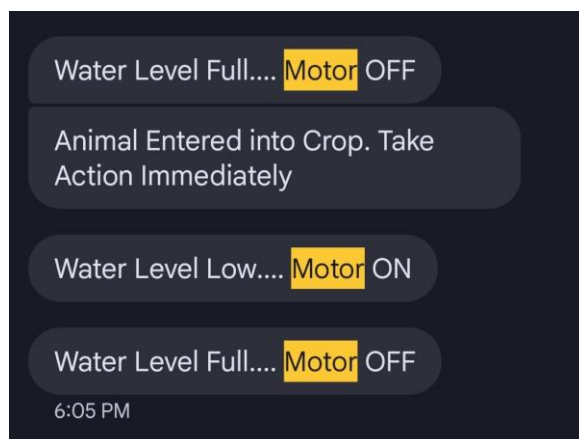 Water Level Full.... Motor OFF
Animal Entered into Crop. Take
Action Immediately
Water Level Low.... Motor ON
Water Level Full.... Motor OFF
6:05 PM